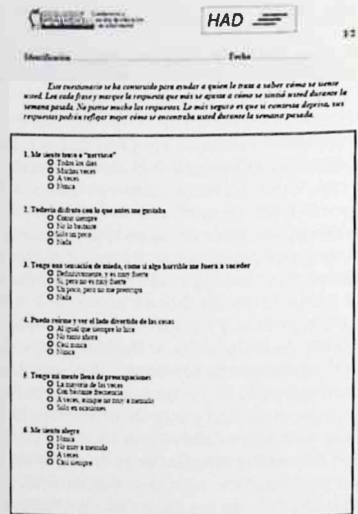 HAD
12
Identificación Fecha
Este cuestionario se ha construido para ayudar a quien le trata a saber cómo se siente
usted. Lea cada frase y marque la respuesta que más se ajusta a cómo se sintió usted durante la
semana pasada. No piense mucho las respuestas. Lo más seguro es que si contesta deprisa, sus
respuestas podrán reflejar mejor cómo se encontraba usted durante la semana pasada.
1. Me siento tenso o "nervioso"
O Todos los días
O Muchas veces
O A veces
O Nunca
2. Todavía disfruto con lo que antes me gustaba
O Como siempre
O No lo bastante
O Sólo un poco
O Nada
3. Tengo una sensación de miedo, como si algo horrible me fuera a suceder
O Definitivamente, y es muy fuerte
O Sí, pero no es muy fuerte
O Un poco, pero no me preocupa
O Nada
4. Puedo reírme y ver el lado divertido de las cosas
O Al igual que siempre lo hice
O No tanto ahora
O Casi nunca
O Nunca
5. Tengo mi mente llena de preocupaciones
O La mayoría de las veces
O Con bastante frecuencia
O A veces, aunque no muy a menudo
O Sólo en ocasiones
6. Me siento alegre
O Nunca
O No muy a menudo
O A veces
O Casi siempre